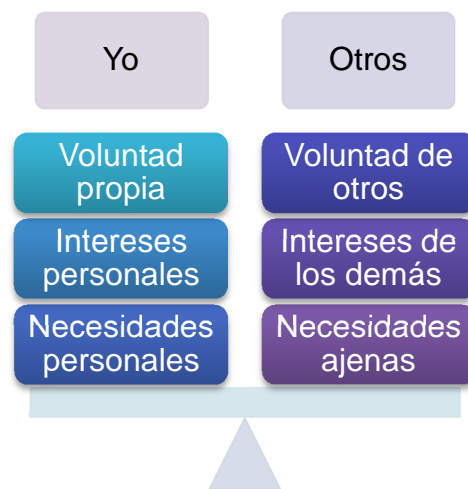 Yo
Otros
Voluntad
propia
Voluntad de
otros
Intereses
personales
Intereses de
los demás
Necesidades
personales
Necesidades
ajenas